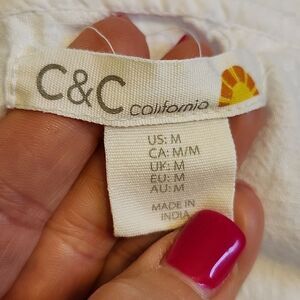 C&C california
US: M
CA: M/M
UK: M
EU: M
AU: M
MADE IN
INDIA